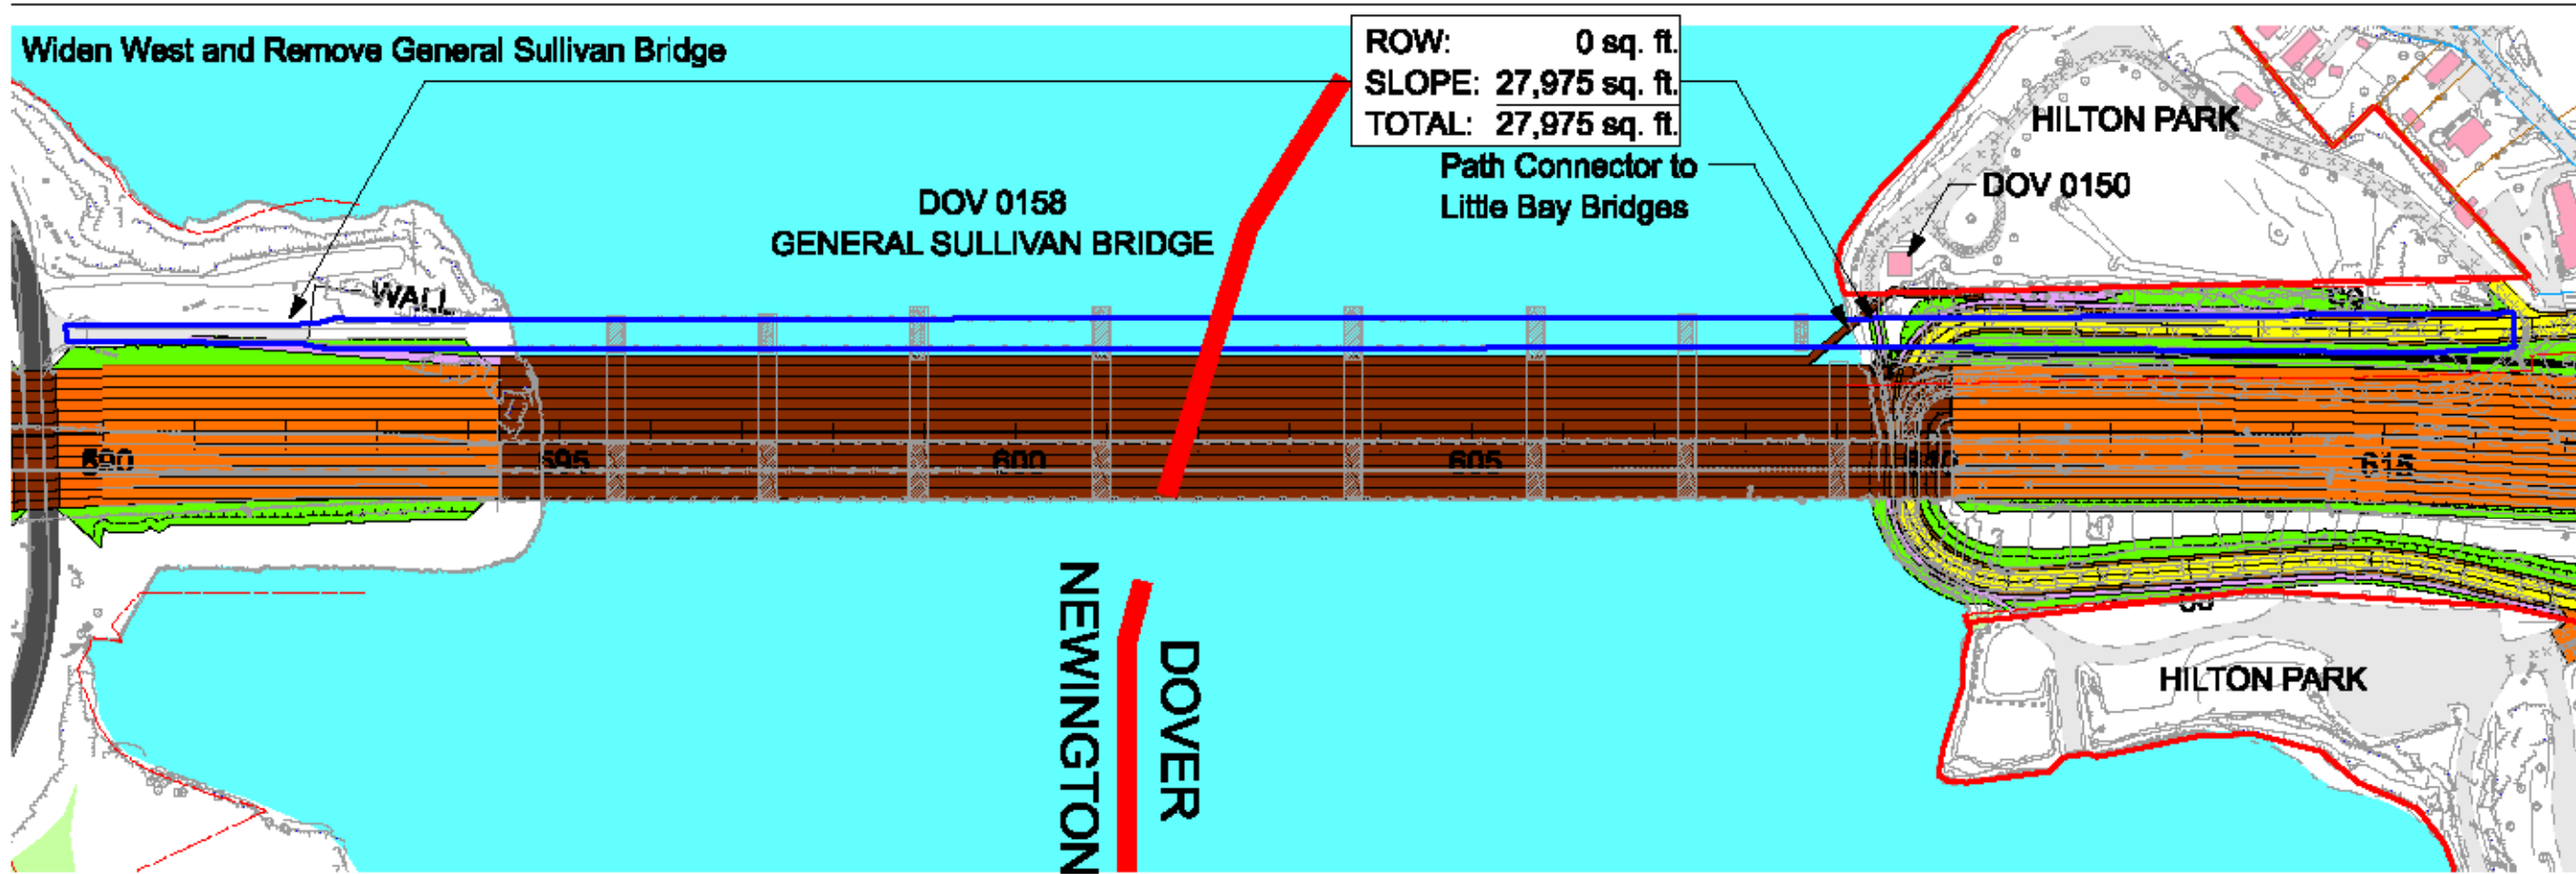 Widen West and Remove General Sullivan Bridge
ROW: 0 sq. ft.
SLOPE: 27,975 sq. ft.
TOTAL: 27,975 sq. ft.
HILTON PARK
Path Connector to
Little Bay Bridges
DOV 0150
DOV 0158
GENERAL SULLIVAN BRIDGE
WALL
590
595
600
605
615
NEWINGTON
DOVER
HILTON PARK